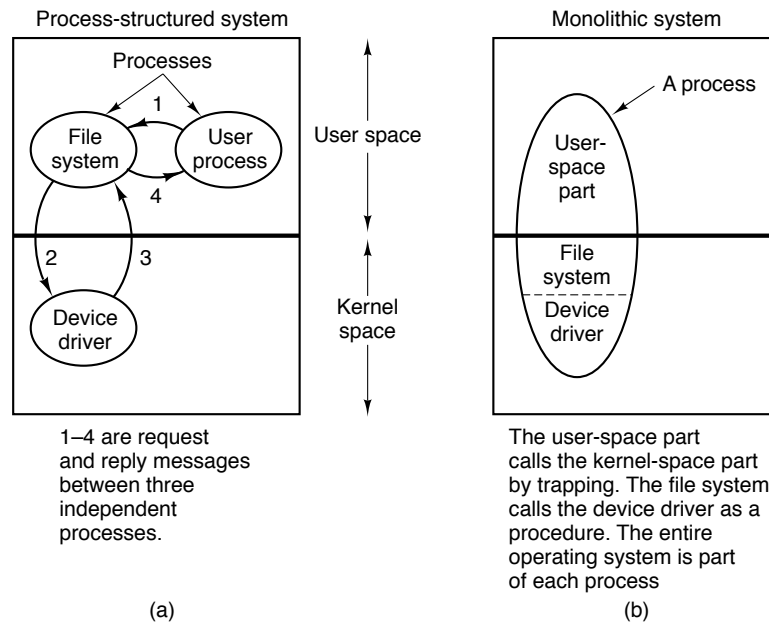 Process-structured system
Processes
1
File
system
User
process
4
2
3
Device
driver
1–4 are request
and reply messages
between three
independent
processes.
(a)
User space
Kernel
space
Monolithic system
A process
User-
space
part
File
system
Device
driver
The user-space part
calls the kernel-space part
by trapping. The file system
calls the device driver as a
procedure. The entire
operating system is part
of each process
(b)